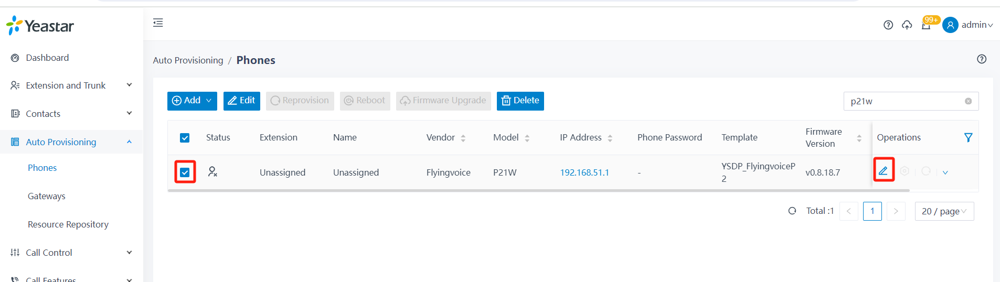 Yeastar
99+
admin
Dashboard
Extension and Trunk
Contacts
Auto Provisioning
Phones
Gateways
Resource Repository
Call Control
Call Features
Auto Provisioning / Phones
Add
Edit
Reprovision
Reboot
Firmware Upgrade
Delete
p21w
Status Extension Name Vendor Model IP Address Phone Password Template Firmware Version Operations
Unassigned Unassigned Flyingvoice P21W 192.168.51.1 - YSDP_FlyingvoiceP
2
v0.8.18.7
Total :1 < 1 > 20 / page